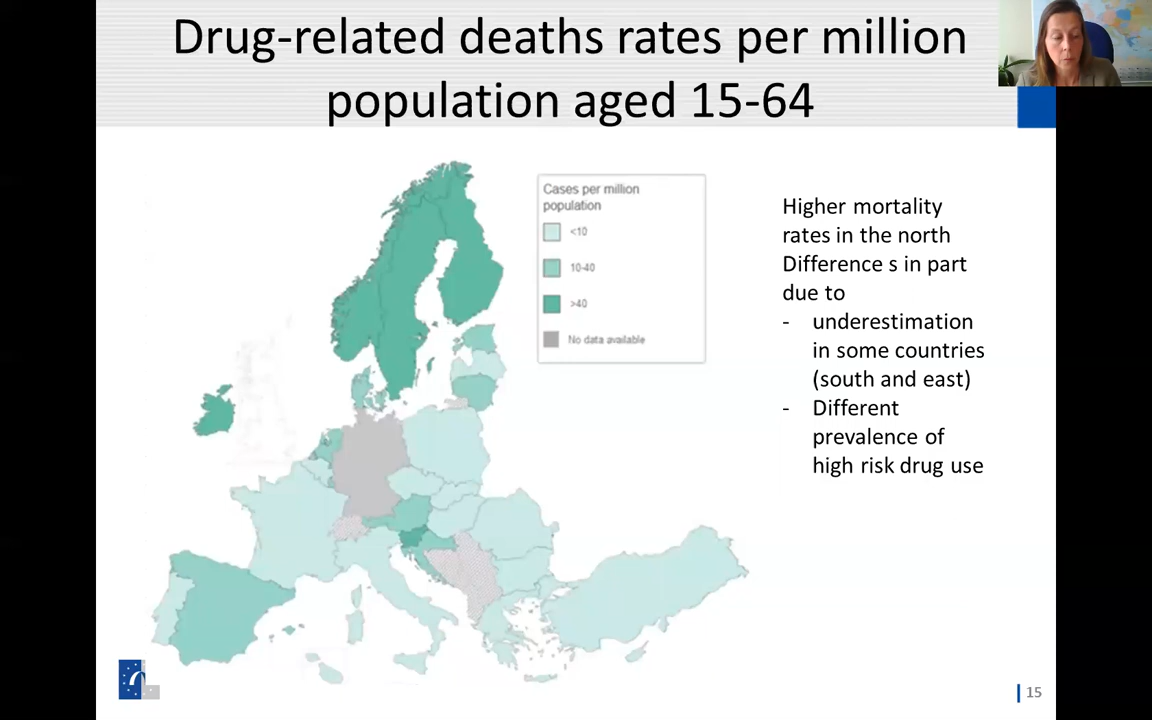 Drug-related deaths rates per million
population aged 15-64
Cases per million
population
<10
10-40
>40
No data available
Higher mortality
rates in the north
Difference s in part
due to
- underestimation
in some countries
(south and east)
- Different
prevalence of
high risk drug use
15